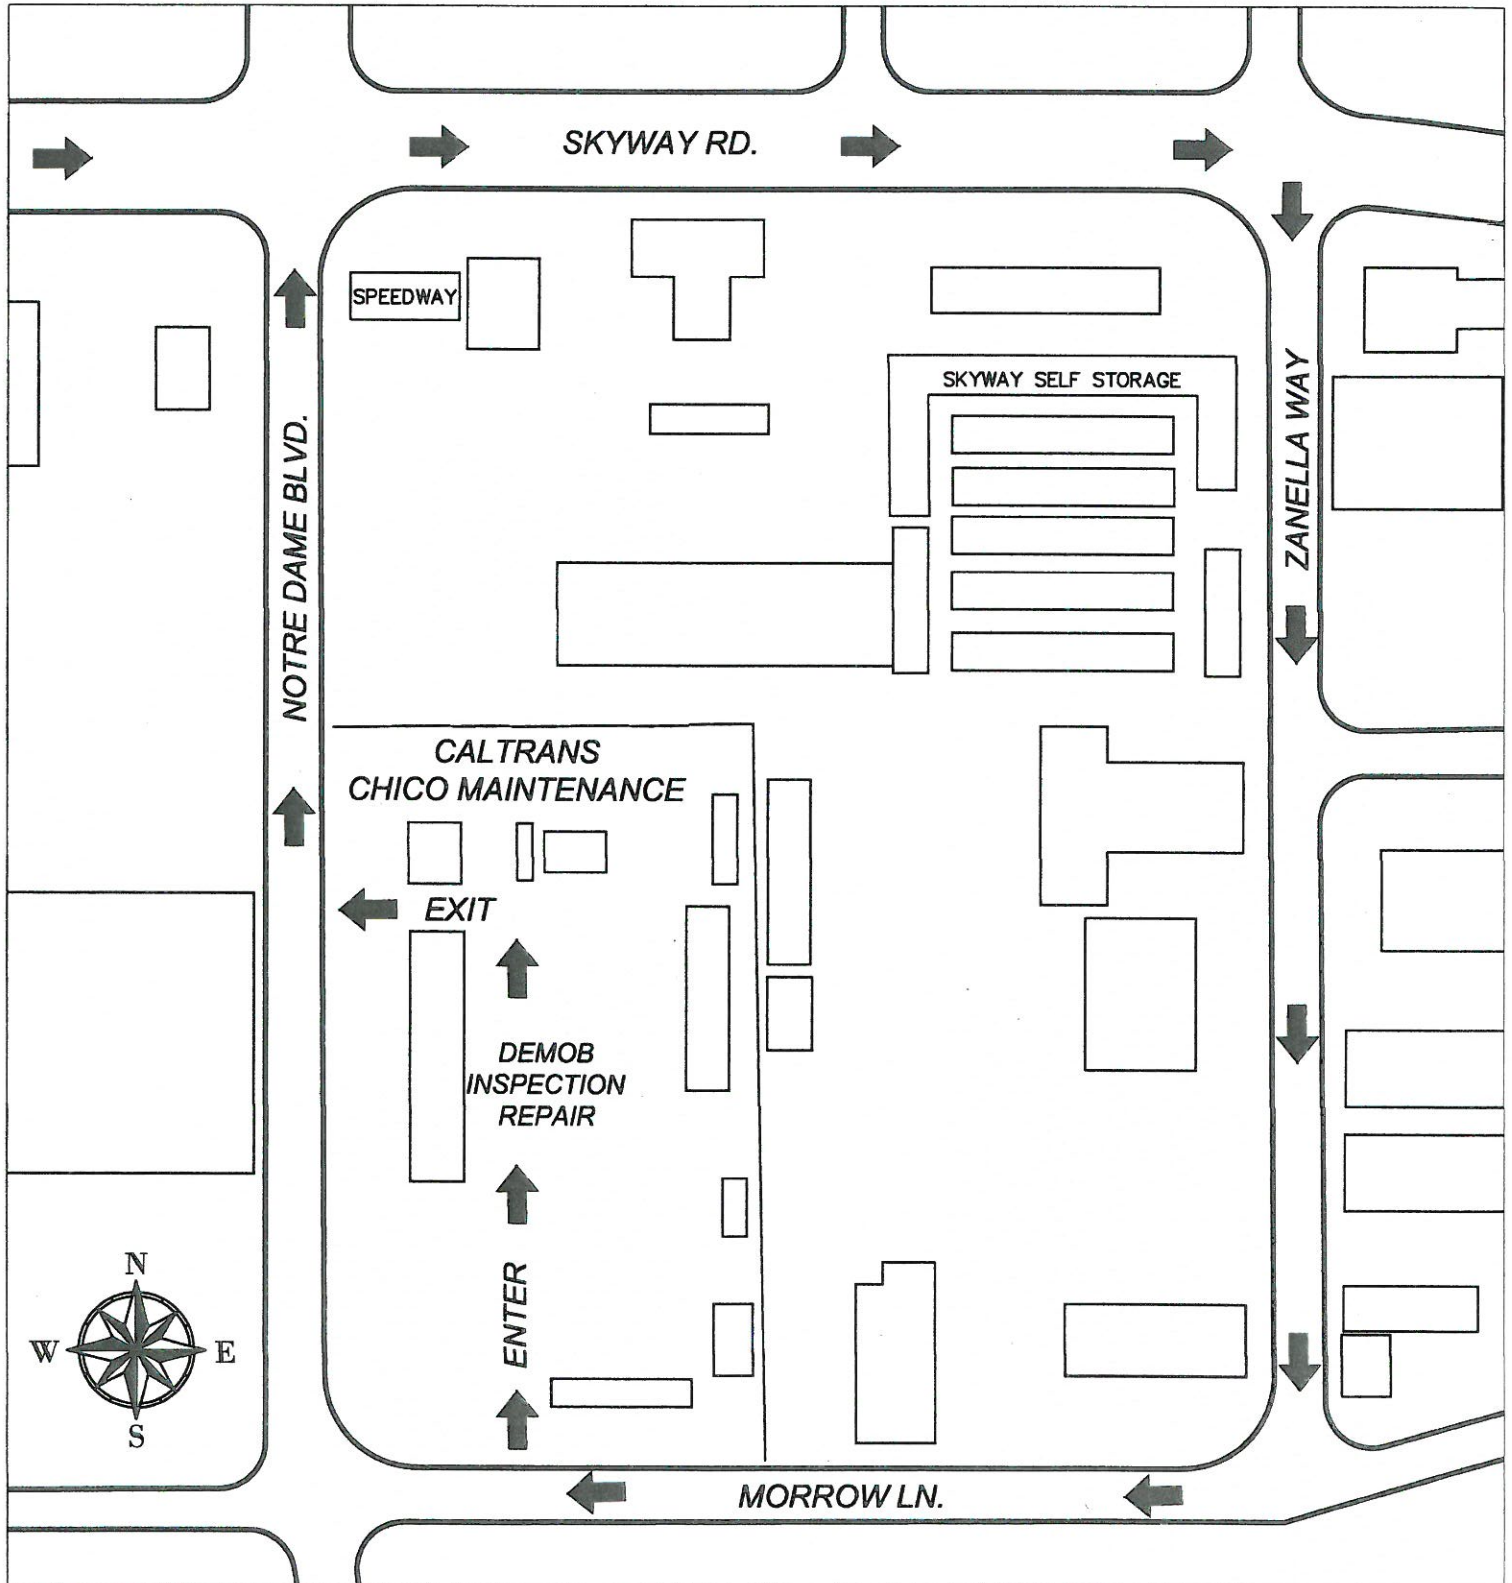 SKYWAY RD.
SPEEDWAY
SKYWAY SELF STORAGE
NOTRE DAME BLVD.
ZANELLA WAY
CALTRANS
CHICO MAINTENANCE
EXIT
DEMOB
INSPECTION
REPAIR
ENTER
N
W E
S
MORROW LN.